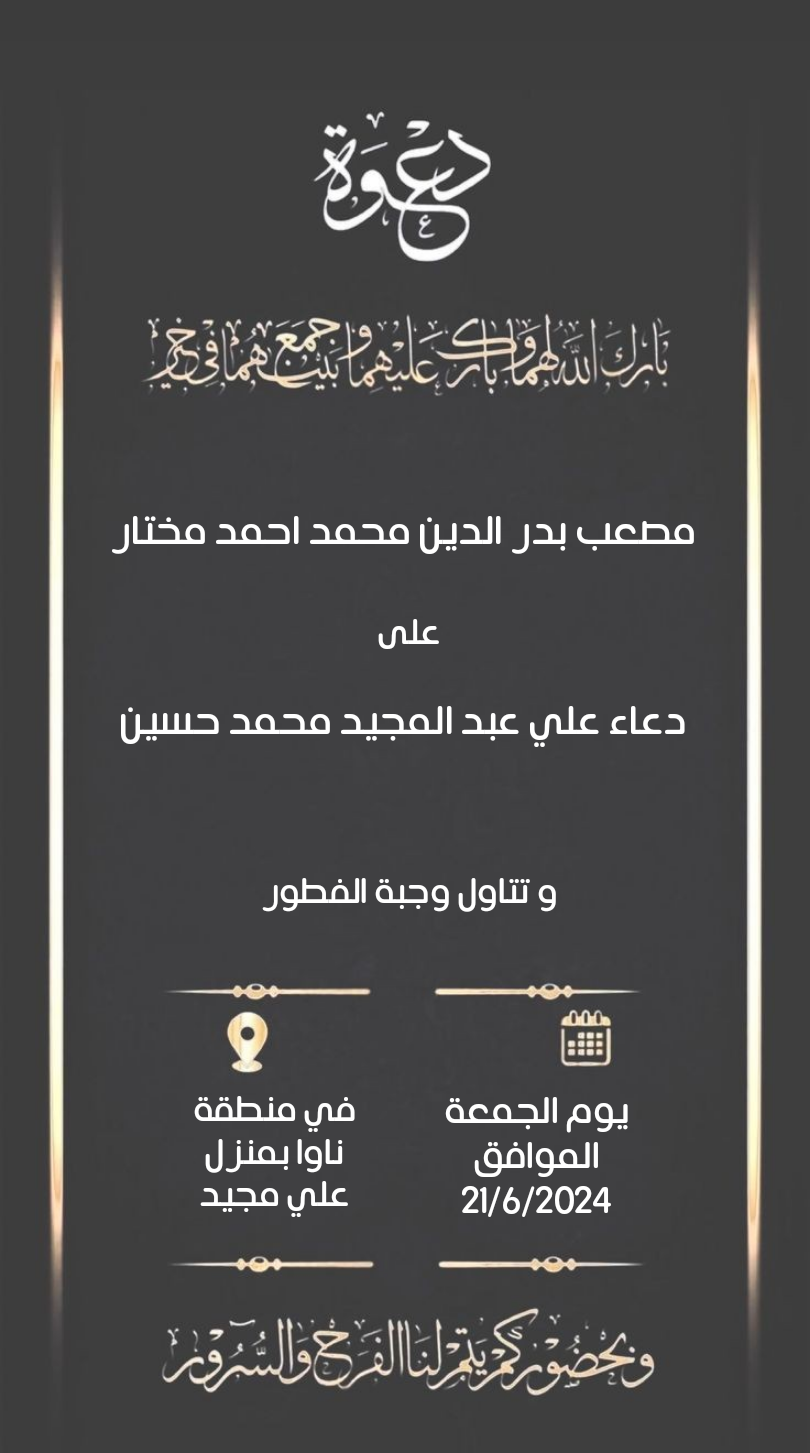 دعوة
بارك الله لهما وبارك عليهما وجمع بينهما في خير
مصعب بدر الدين محمد احمد مختار
على
دعاء علي عبد المجيد محمد حسين
و تتاول وجبة الفطور
يوم الجمعة
الموافق
21/6/2024
في منطقة
ناوا بمنزل
علي مجيد
وبحضوركم يتم لنا الفرح والسرور